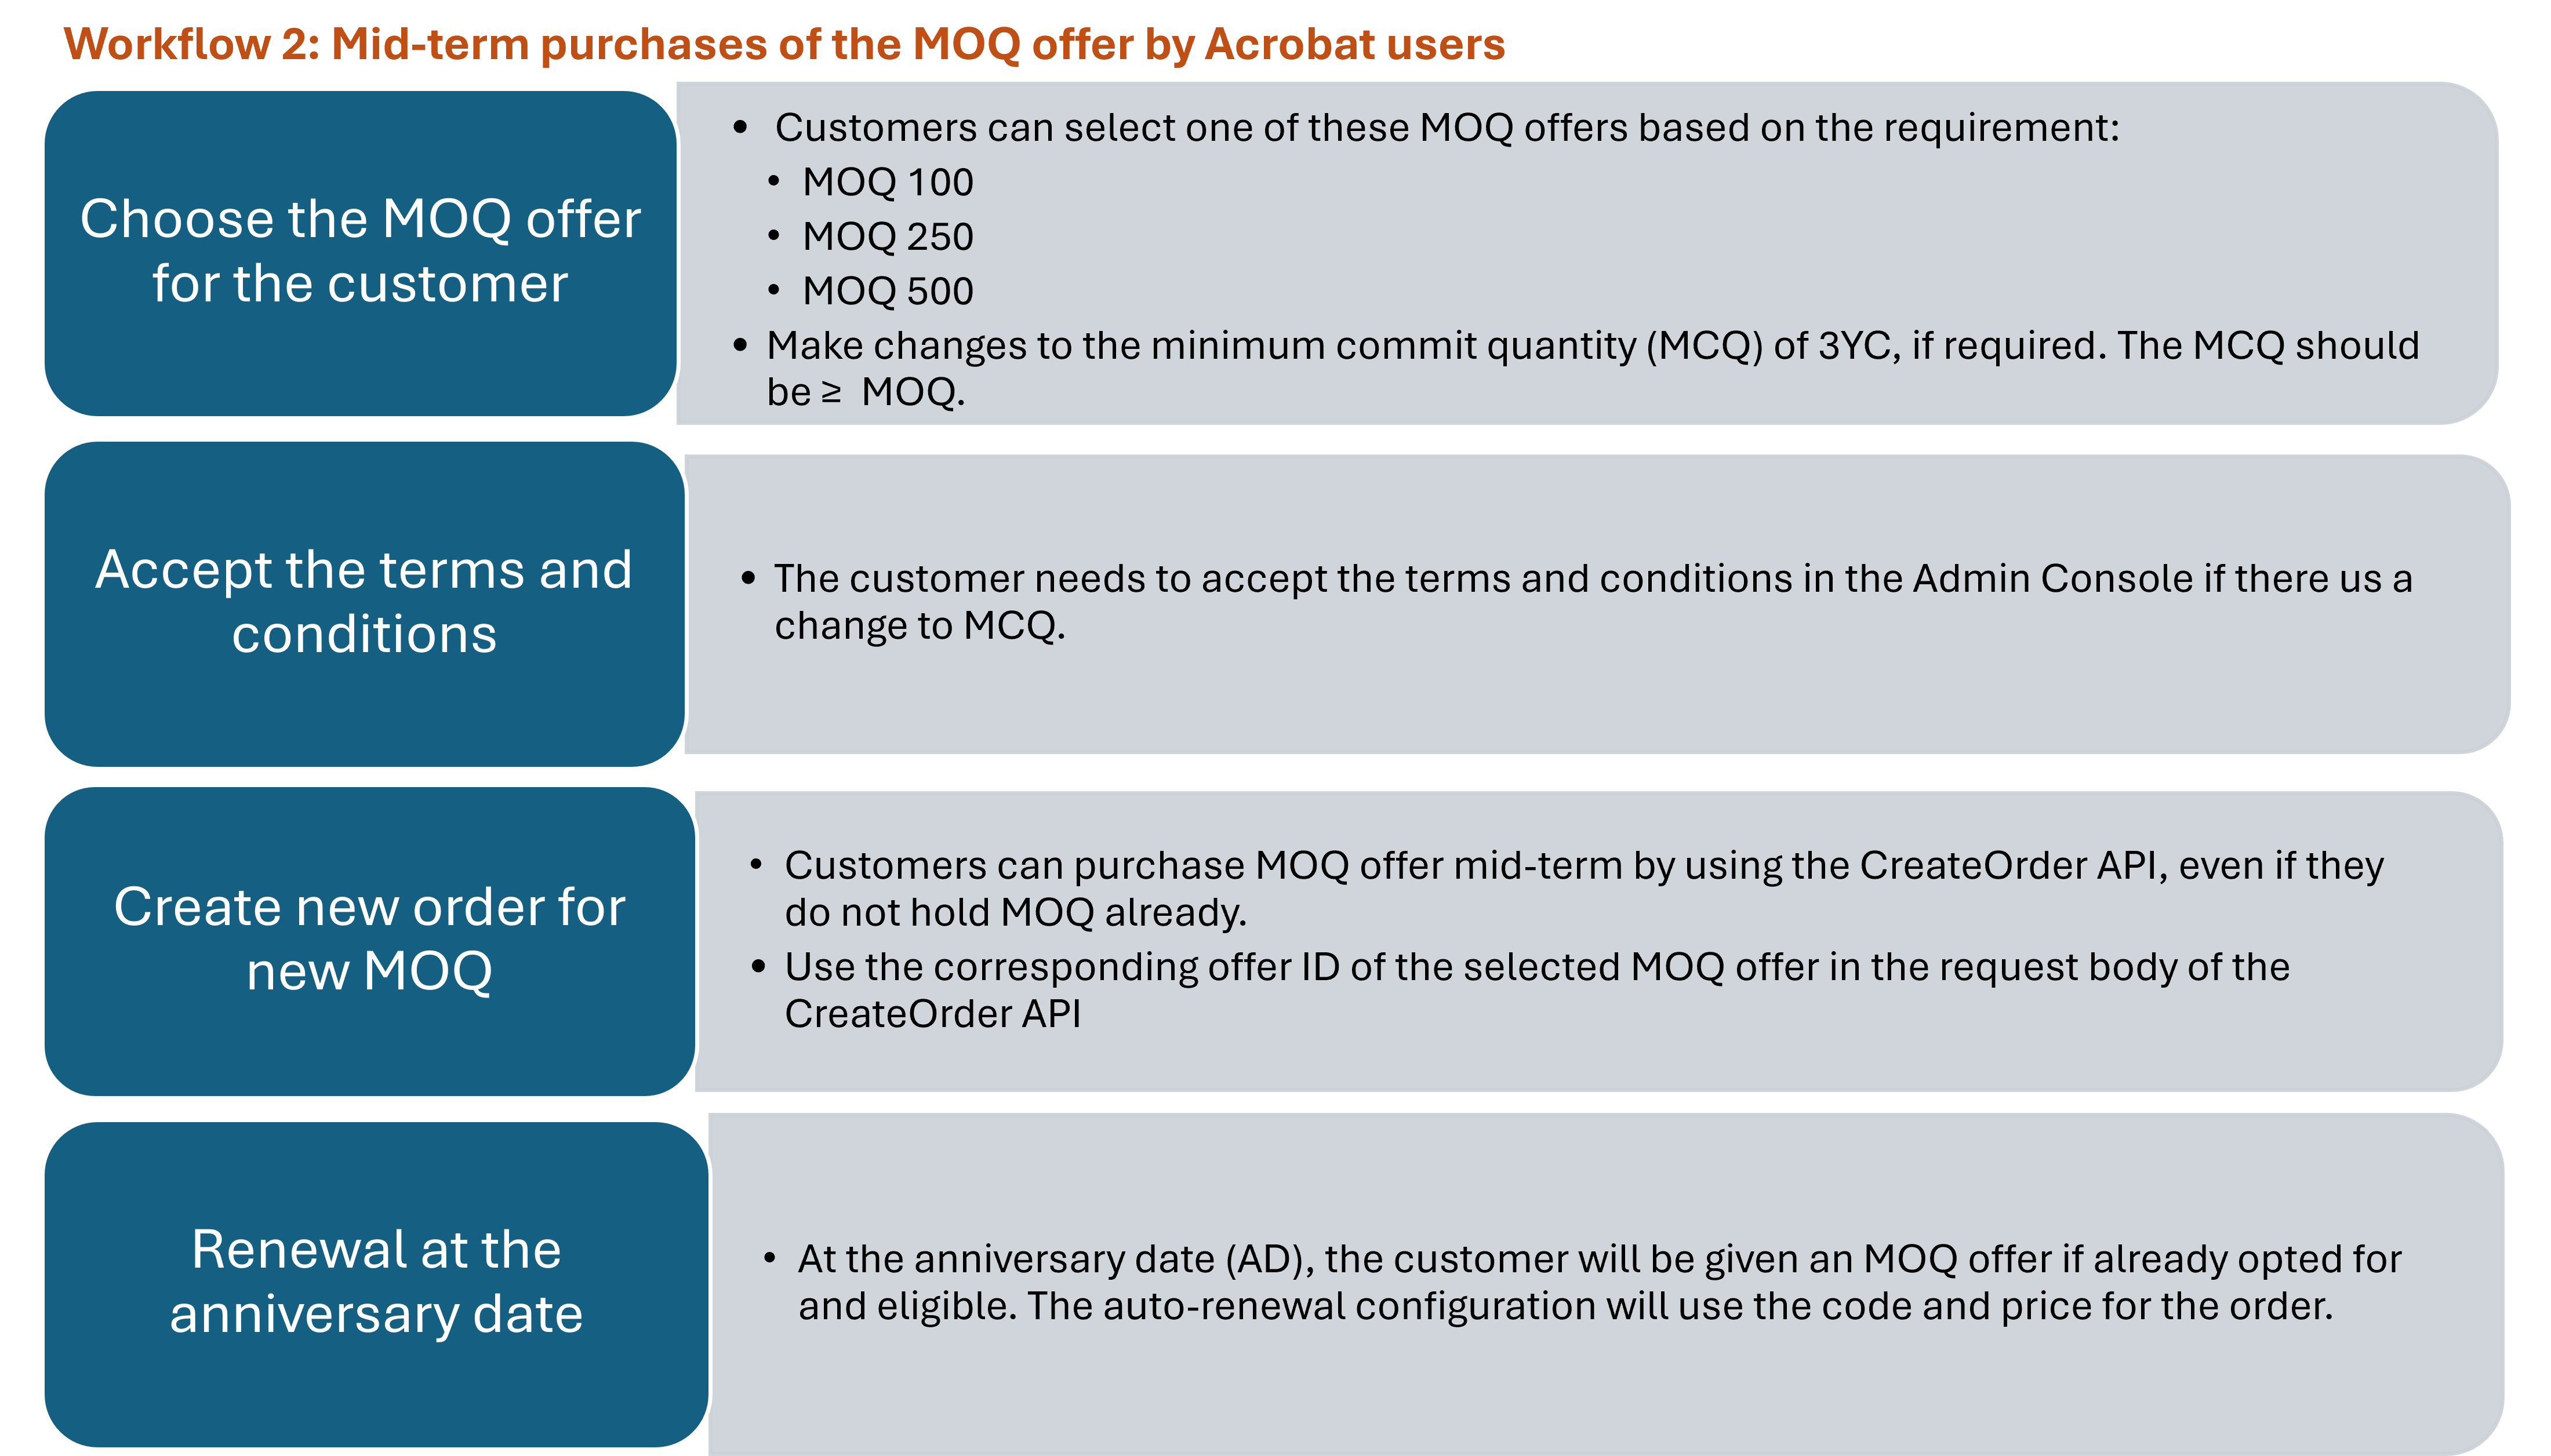 Workflow 2: Mid-term purchases of the MOQ offer by Acrobat users
Choose the MOQ offer
for the customer
• Customers can select one of these MOQ offers based on the requirement:
• MOQ 100
• MOQ 250
• MOQ 500
• Make changes to the minimum commit quantity (MCQ) of 3YC, if required. The MCQ should
be ≥ MOQ.
Accept the terms and
conditions
• The customer needs to accept the terms and conditions in the Admin Console if there us a
change to MCQ.
Create new order for
new MOQ
• Customers can purchase MOQ offer mid-term by using the CreateOrder API, even if they
do not hold MOQ already.
• Use the corresponding offer ID of the selected MOQ offer in the request body of the
CreateOrder API
Renewal at the
anniversary date
• At the anniversary date (AD), the customer will be given an MOQ offer if already opted for
and eligible. The auto-renewal configuration will use the code and price for the order.